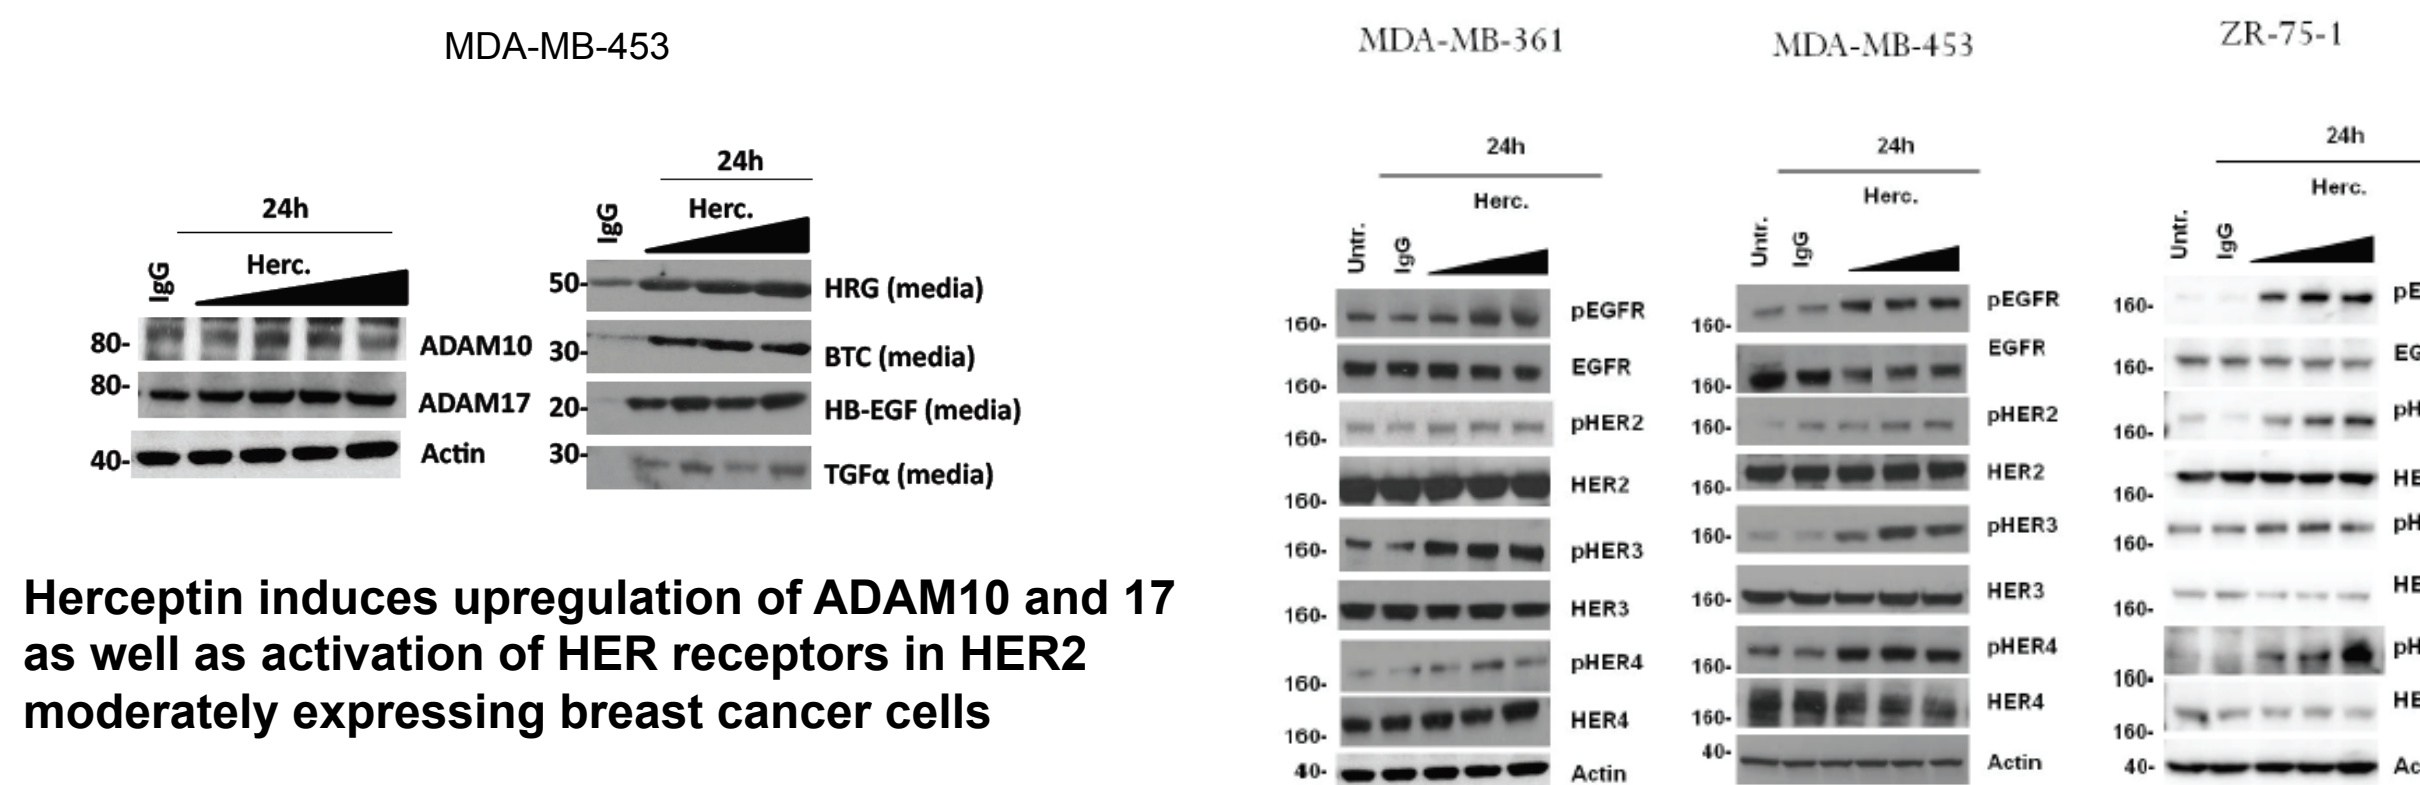 MDA-MB-453
24h
Herc.
IgG
80-
ADAM10
80-
ADAM17
40-
Actin
24h
Herc.
IgG
50-
HRG (media)
30-
BTC (media)
20-
HB-EGF (media)
30-
TGFα (media)
Herceptin induces upregulation of ADAM10 and 17
as well as activation of HER receptors in HER2
moderately expressing breast cancer cells
MDA-MB-361
24h
Herc.
Untr.
IgG
160-
pEGFR
160-
EGFR
160-
pHER2
160-
HER2
160-
pHER3
160-
HER3
160-
pHER4
160-
HER4
40-
Actin
MDA-MB-453
24h
Herc.
Untr.
IgG
160-
pEGFR
160-
EGFR
160-
pHER2
160-
HER2
160-
pHER3
160-
HER3
160-
pHER4
160-
HER4
40-
Actin
ZR-75-1
24h
Herc.
Untr.
IgG
160-
160-
160-
160-
160-
160-
160-
160-
40-